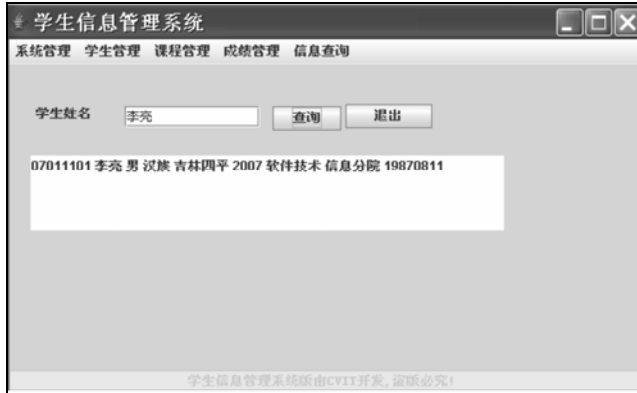 学生信息管理系统
系统管理 学生管理 课程管理 成绩管理 信息查询
学生姓名 李亮 查询 退出
07011101 李亮 男 汉族 吉林四平 2007 软件技术 信息分院 19870811
学生信息管理系统版由CVIT开发,盗版必究!